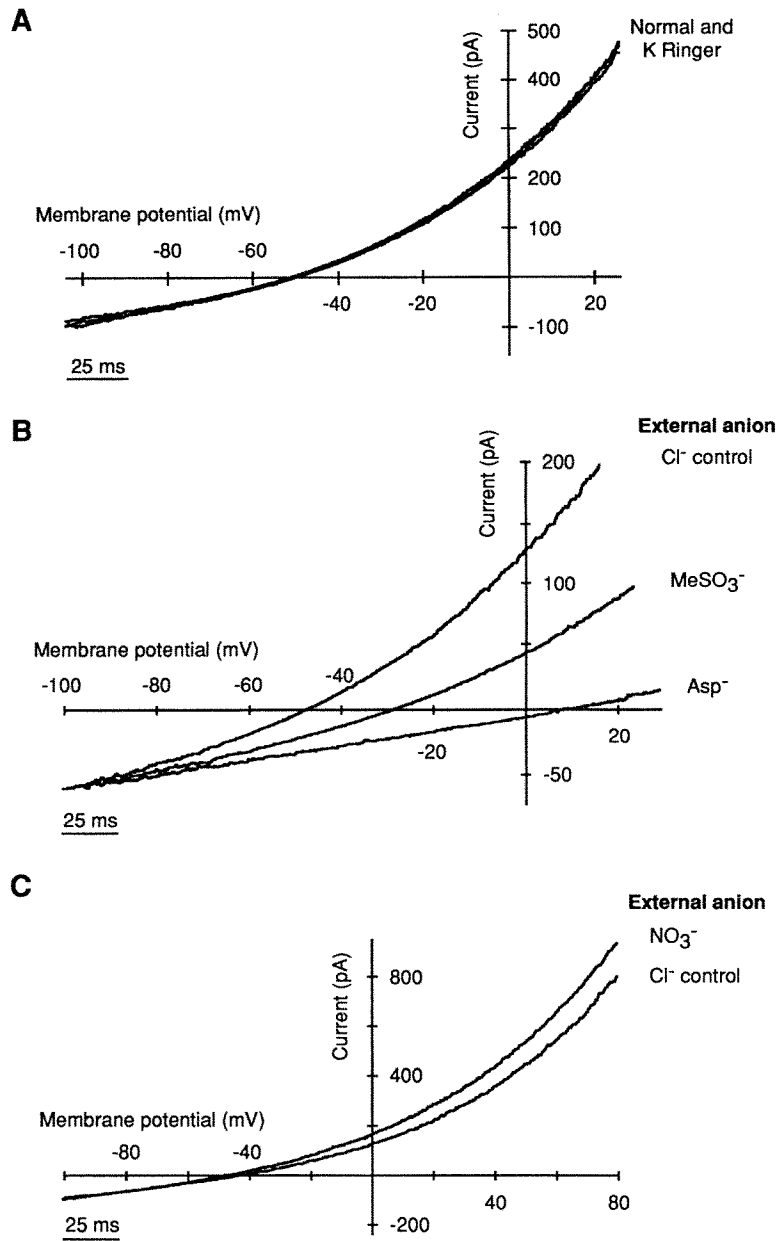 A
Current (pA)
500
400
200
100
-100
Normal and
K Ringer
Membrane potential (mV)
-100 -80 -60
-40 -20 20
25 ms
B
External anion
Cl⁻ control
Current (pA)
200
100
-50
MeSO₃⁻
Asp⁻
Membrane potential (mV)
-100 -80 -60 -40
-20 20
25 ms
C
External anion
NO₃⁻
Cl⁻ control
Current (pA)
800
400
-200
Membrane potential (mV)
-80 -40
40 80
25 ms